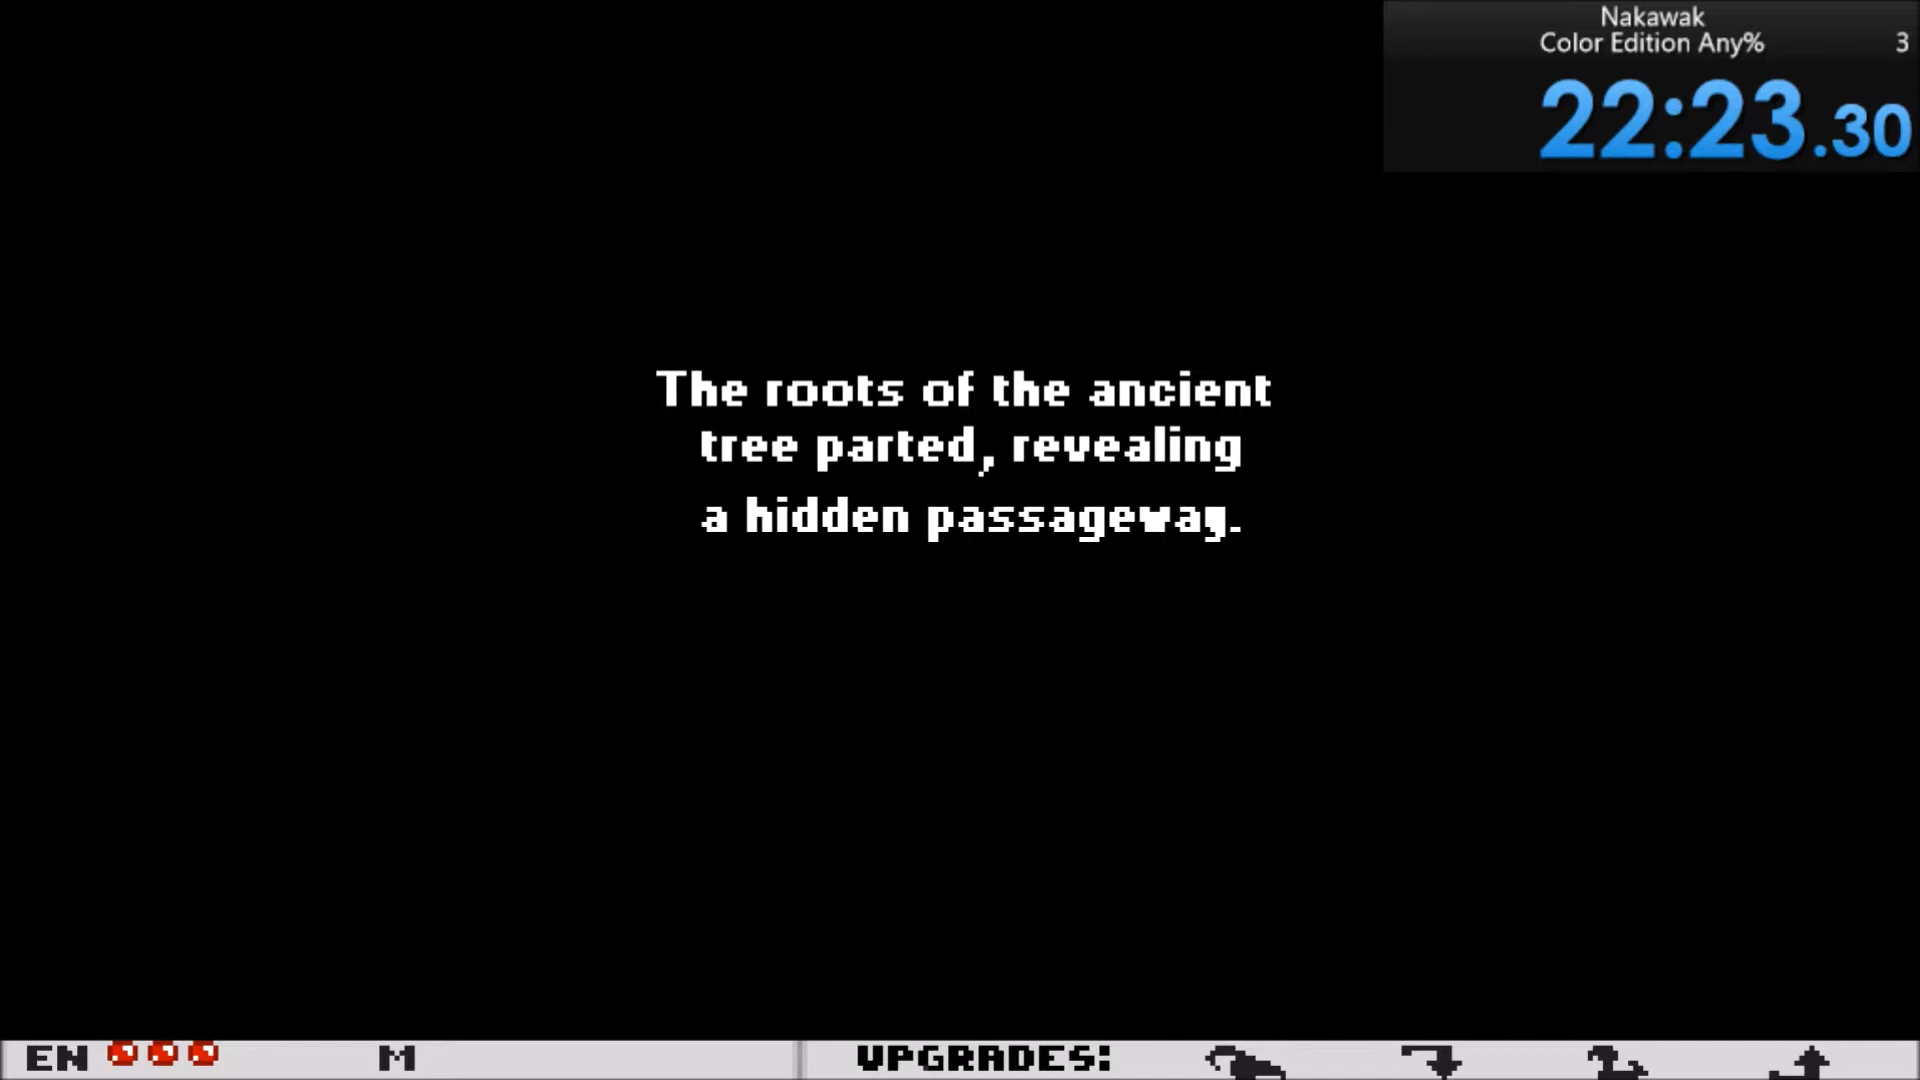 Nakawak
Color Edition Any% 3
22:23.30
The roots of the ancient
tree parted, revealing
a hidden passageway.
EN M UPGRADES: